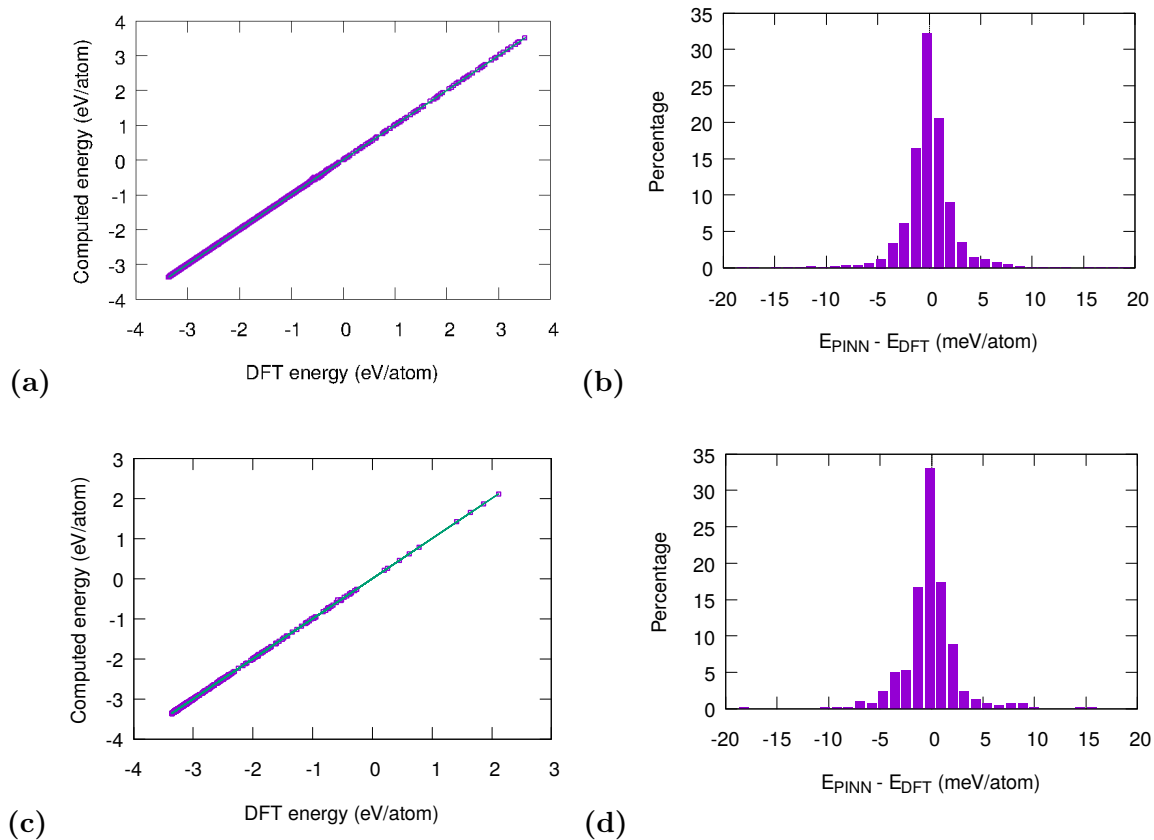 4
3
2
1
0
-1
-2
-3
-4
-4 -3 -2 -1 0 1 2 3 4
Computed energy (eV/atom)
DFT energy (eV/atom)
(a)
35
30
25
20
15
10
5
0
-20 -15 -10 -5 0 5 10 15 20
Percentage
E_PINN - E_DFT (meV/atom)
(b)
3
2
1
0
-1
-2
-3
-4
-4 -3 -2 -1 0 1 2 3
Computed energy (eV/atom)
DFT energy (eV/atom)
(c)
35
30
25
20
15
10
5
0
-20 -15 -10 -5 0 5 10 15 20
Percentage
E_PINN - E_DFT (meV/atom)
(d)